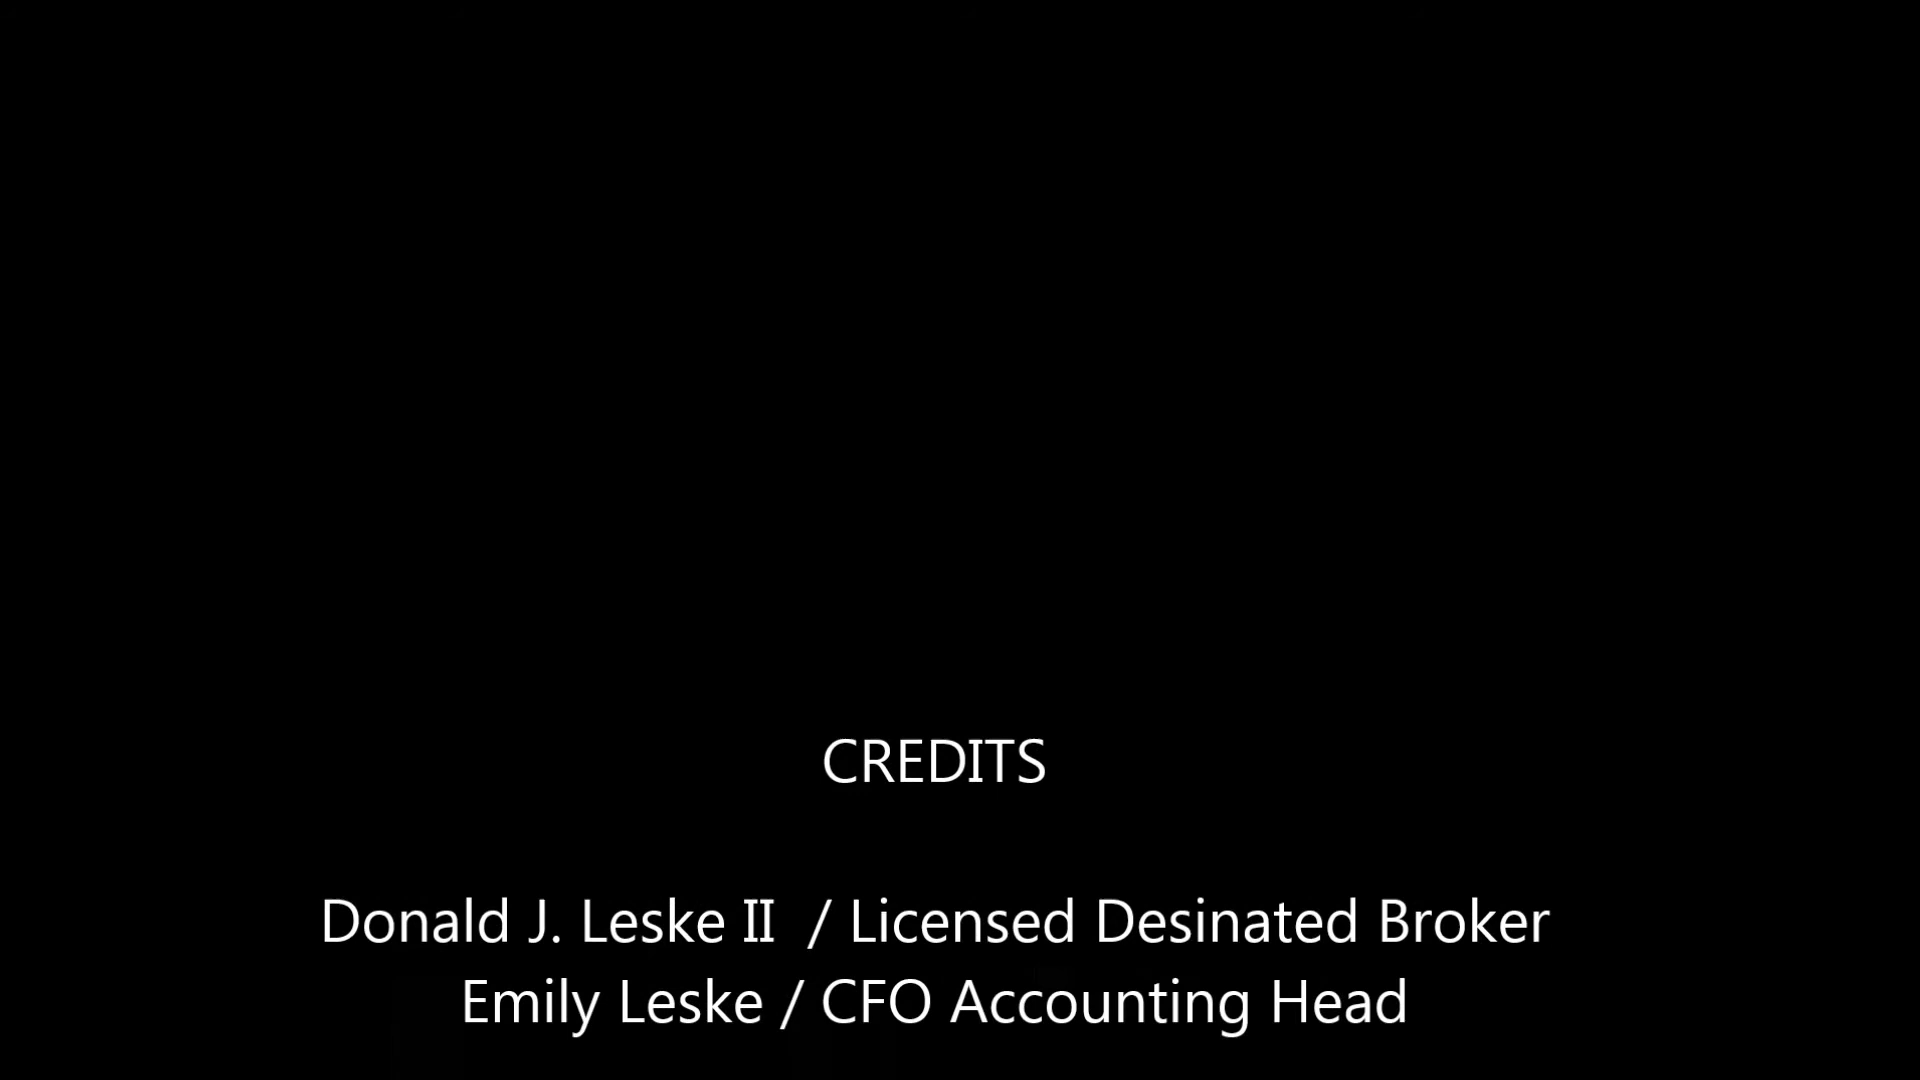 CREDITS
Donald J. Leske II / Licensed Desinated Broker
Emily Leske / CFO Accounting Head